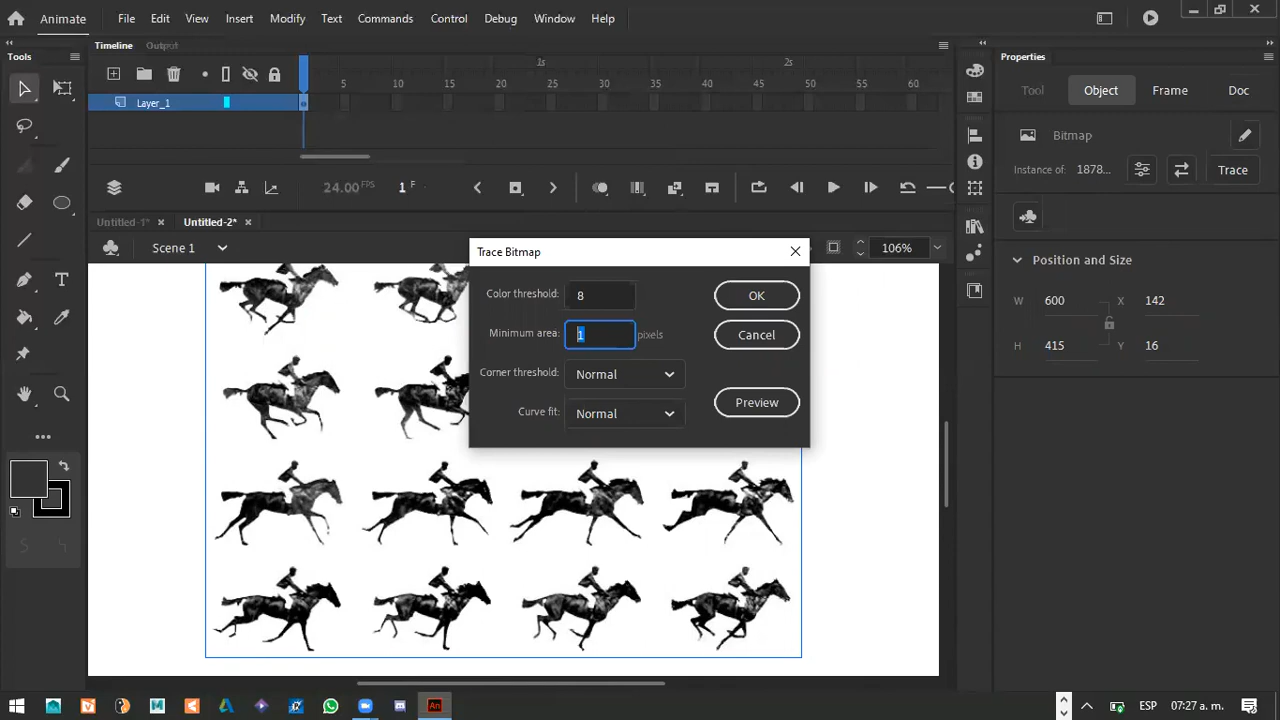 Animate File Edit View Insert Modify Text Commands Control Debug Window Help
Tools
Timeline Output
Properties
1s 2s
5 10 15 20 25 30 35 40 45 50 55 60
Layer_1
Tool Object Frame Doc
Bitmap
Instance of: 1878... Trace
24.00 FPS 1 F
Untitled-1* Untitled-2*
Scene 1 106%
Trace Bitmap
Color threshold: 8 OK
Minimum area: 1 pixels Cancel
Corner threshold: Normal
Curve fit: Normal Preview
Position and Size
W 600 X 142
H 415 Y 16
An ESP 07:27 a. m.